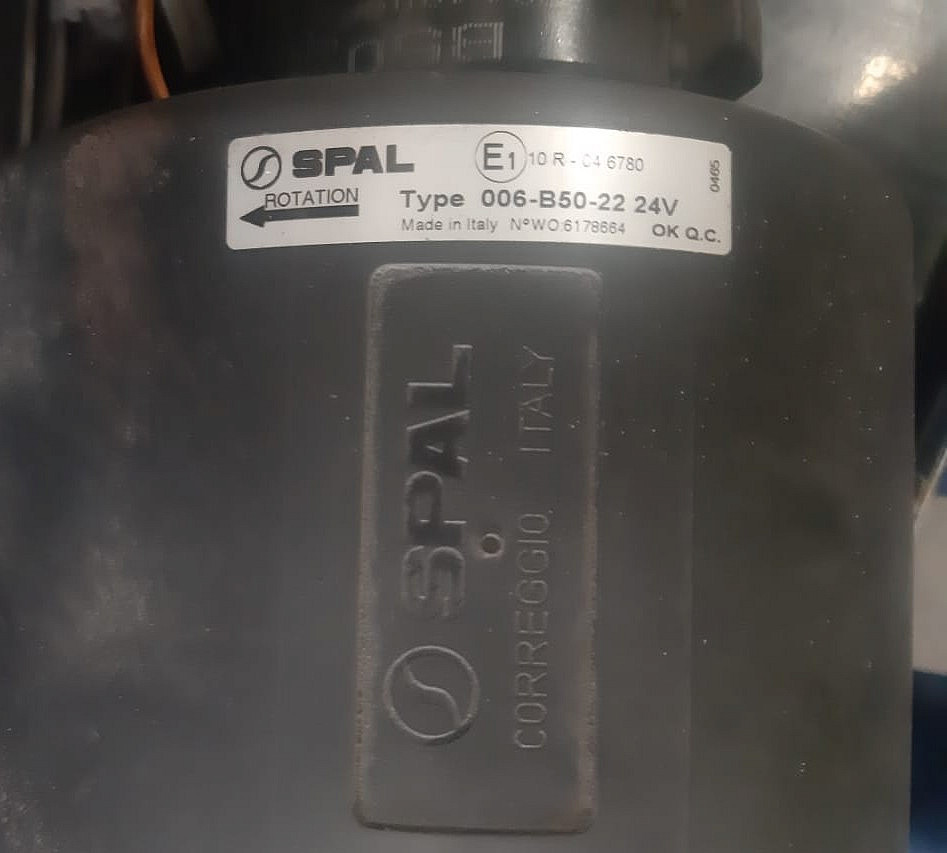 SPAL
E1 10 R - 04 6780
0465
ROTATION
Type 006-B50-22 24V
Made in Italy N°WO:6178664 OK Q.C.
SPAL
CORREGGIO, ITALY